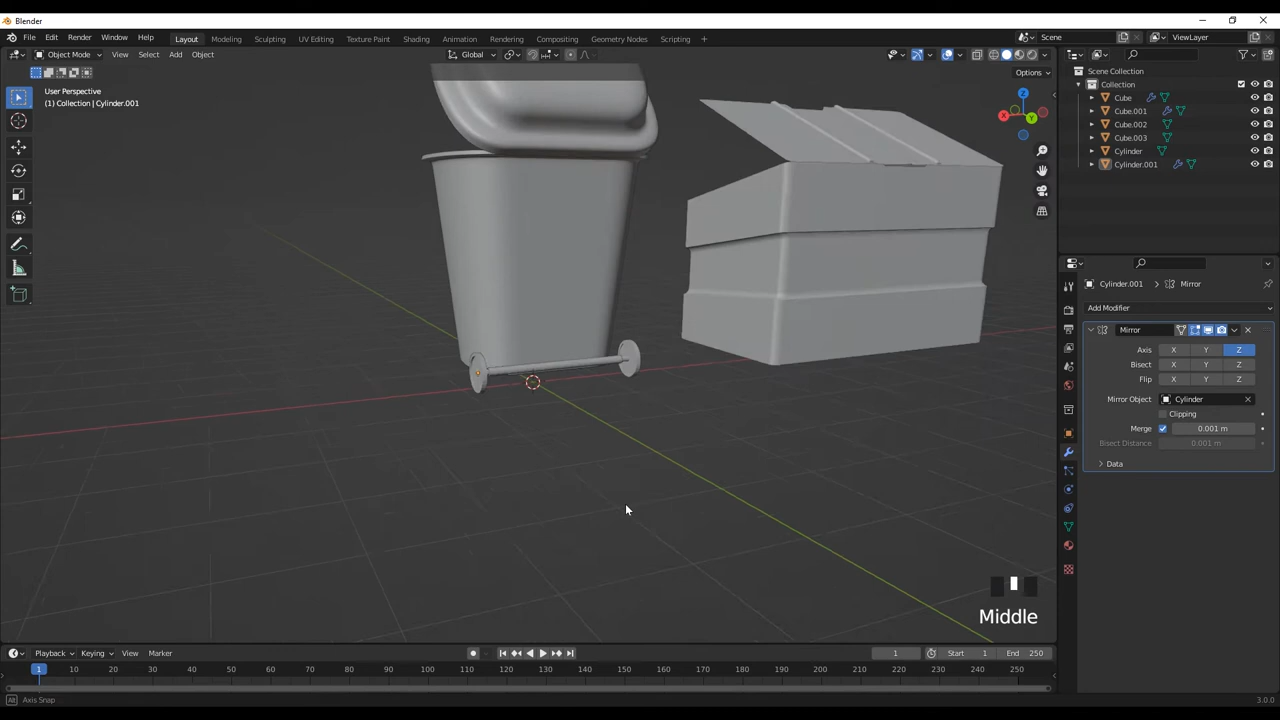 Blender
File Edit Render Window Help Layout Modeling Sculpting UV Editing Texture Paint Shading Animation Rendering Compositing Geometry Nodes Scripting + Scene ViewLayer
Object Mode View Select Add Object Global
Options
User Perspective
(1) Collection | Cylinder.001
Z
X
Y
Scene Collection
Collection
Cube
Cube.001
Cube.002
Cube.003
Cylinder
Cylinder.001
Cylinder.001 > Mirror
Add Modifier
Mirror
Axis X Y Z
Bisect X Y Z
Flip X Y Z
Mirror Object Cylinder
Clipping
Merge 0.001 m
Bisect Distance 0.001 m
Data
Middle
Playback Keying View Marker 1 Start 1 End 250
1 10 20 30 40 50 60 70 80 90 100 110 120 130 140 150 160 170 180 190 200 210 220 230 240 250
Alt Axis Snap 3.0.0